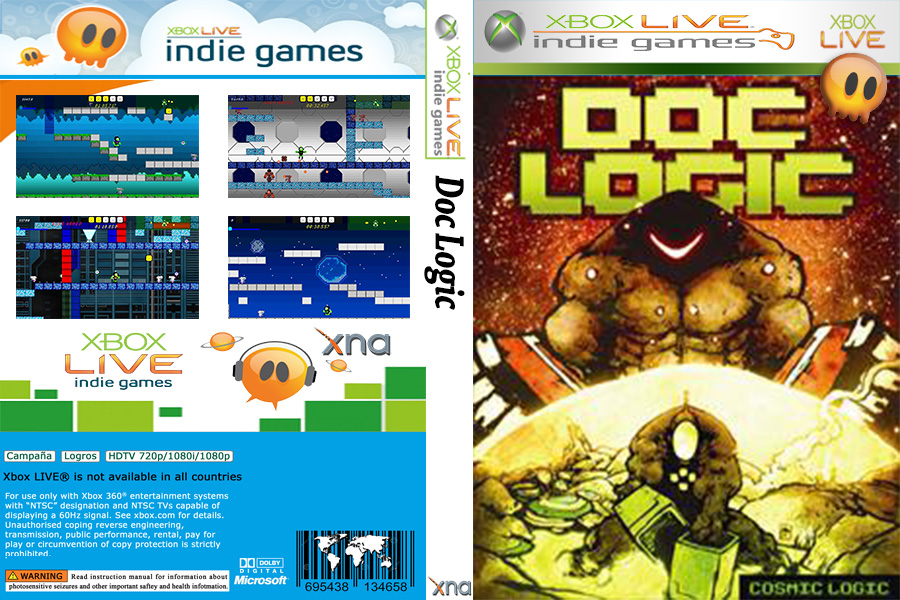 XBOX LIVE
indie games
XBOX
LIVE
indie games
xna
Campaña Logros HDTV 720p/1080i/1080p
Xbox LIVE® is not available in all countries
For use only with Xbox 360® entertainment systems
with “NTSC” designation and NTSC TVs capable of
displaying a 60Hz signal. See xbox.com for details.
Unauthorised coping reverse engineering,
transmission, public performance, rental, pay for
play or circumvention of copy protection is strictly
prohibited.
WARNING Read instruction manual for information about
photosensitive seizures and other important saftey and health infotmation.
DOLBY
DIGITAL
Microsoft
695438 134658
XBOX LIVE
indie games
Doc Logic
xna
XBOX LIVE
indie games
XBOX
LIVE
DOC
LOGIC
COSMIC LOGIC